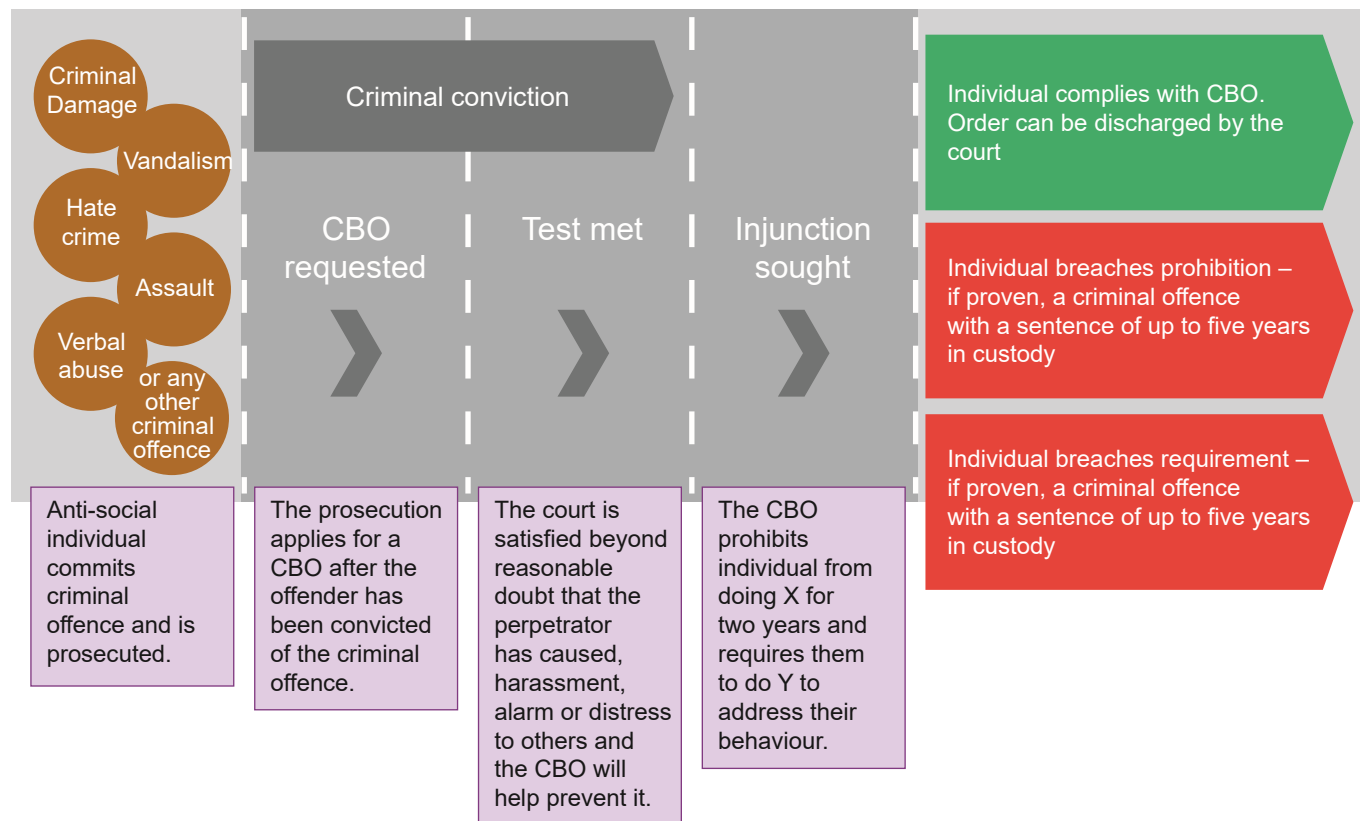 Criminal
Damage
Vandalism
Hate
crime
Assault
Verbal
abuse
or any
other
criminal
offence
Anti-social
individual
commits
criminal
offence and is
prosecuted.
Criminal conviction
CBO
requested
The prosecution
applies for a
CBO after the
offender has
been convicted
of the criminal
offence.
Test met
The court is
satisfied beyond
reasonable
doubt that the
perpetrator
has caused,
harassment,
alarm or distress
to others and
the CBO will
help prevent it.
Injunction
sought
The CBO
prohibits
individual from
doing X for
two years and
requires them
to do Y to
address their
behaviour.
Individual complies with CBO.
Order can be discharged by the
court
Individual breaches prohibition –
if proven, a criminal offence
with a sentence of up to five years
in custody
Individual breaches requirement –
if proven, a criminal offence
with a sentence of up to five years
in custody